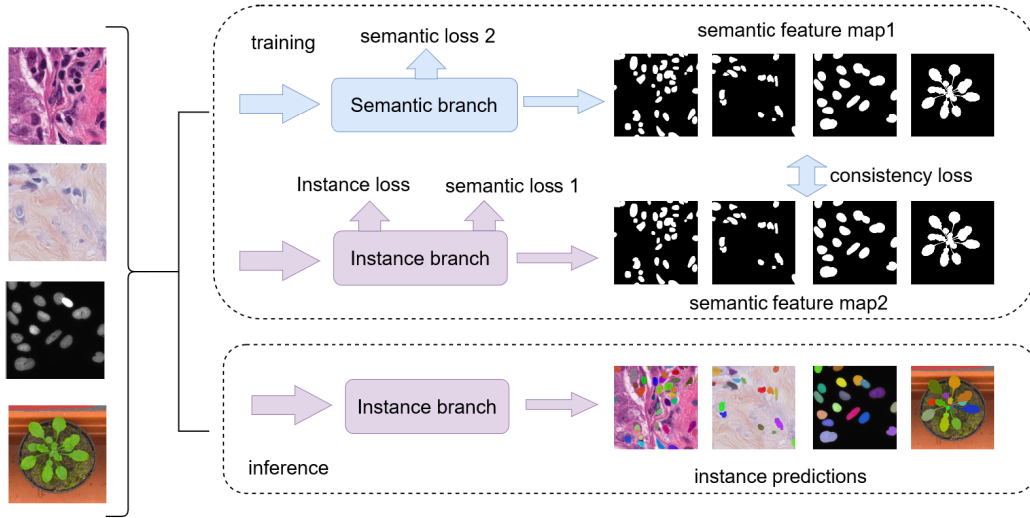 training
semantic loss 2
semantic feature map1
Semantic branch
Instance loss
semantic loss 1
consistency loss
Instance branch
semantic feature map2
Instance branch
inference
instance predictions